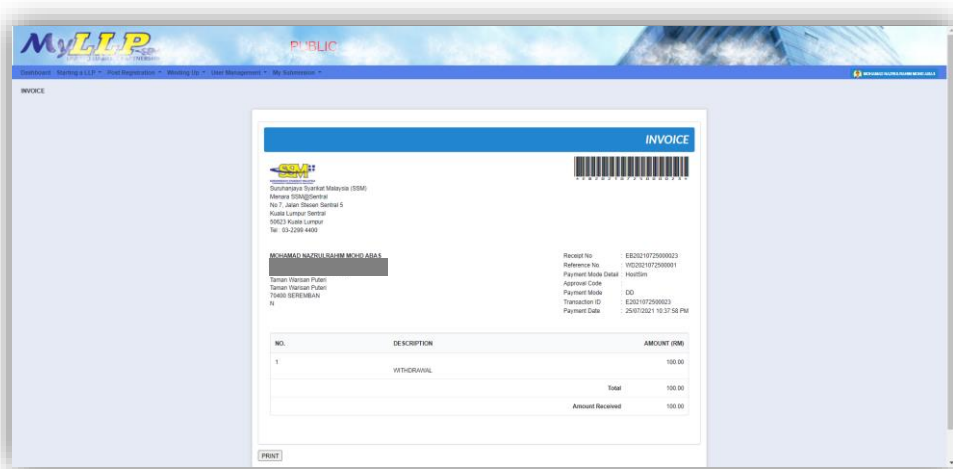 MyLLP
PUBLIC
Dashboard Starting a LLP Post Registration Winding Up User Management My Submission
MOHAMAD NAZRULRAHIM MOHD ABAS
INVOICE
INVOICE
SSM
Suruhanjaya Syarikat Malaysia (SSM)
Menara SSM@Sentral
No 7, Jalan Stesen Sentral 5
Kuala Lumpur Sentral
50623 Kuala Lumpur
Tel : 03-2299 4400
MOHAMAD NAZRULRAHIM MOHD ABAS
Taman Warisan Puteri
Taman Warisan Puteri
70400 SEREMBAN
N
Receipt No : EB20210725000023
Reference No : WD2021072500001
Payment Mode Detail : HostSim
Approval Code :
Payment Mode : DD
Transaction ID : E2021072500023
Payment Date : 25/07/2021 10:37:58 PM
NO. DESCRIPTION AMOUNT (RM)
1 100.00
WITHDRAWAL
Total 100.00
Amount Received 100.00
PRINT